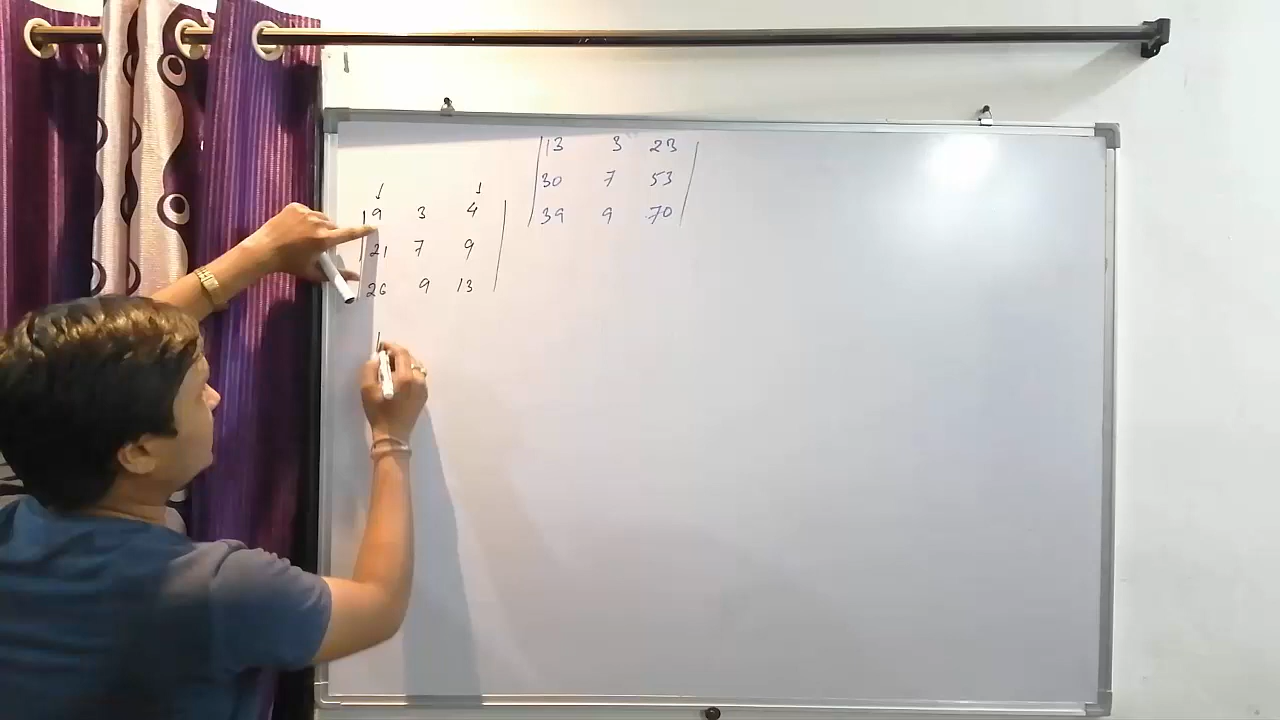 13 3 23
30 7 53
39 9 70
9 3 4
21 7 9
26 9 13